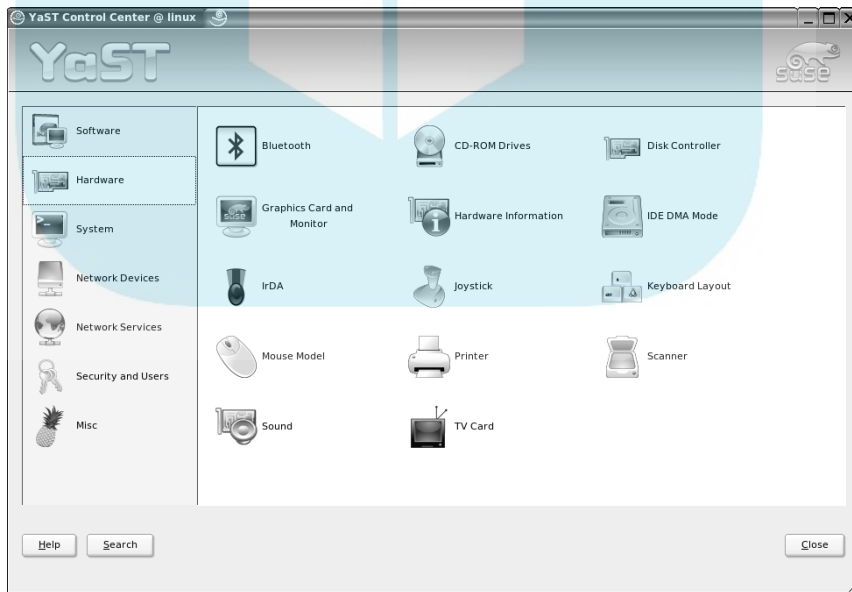 YaST Control Center @ linux
YaST
SUSE
Software
Hardware
System
Network Devices
Network Services
Security and Users
Misc
Bluetooth
CD-ROM Drives
Disk Controller
Graphics Card and
Monitor
Hardware Information
IDE DMA Mode
IrDA
Joystick
Keyboard Layout
Mouse Model
Printer
Scanner
Sound
TV Card
Help
Search
Close